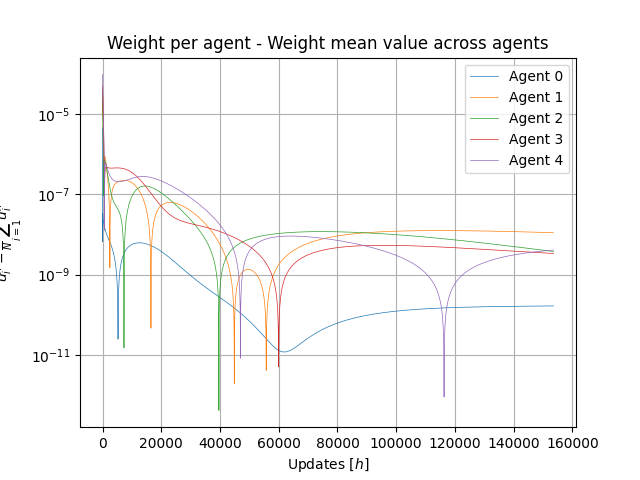 Weight per agent - Weight mean value across agents
Agent 0
Agent 1
Agent 2
Agent 3
Agent 4
10⁻⁵
10⁻⁷
10⁻⁹
10⁻¹¹
0
20000
40000
60000
80000
100000
120000
140000
160000
Updates [h]